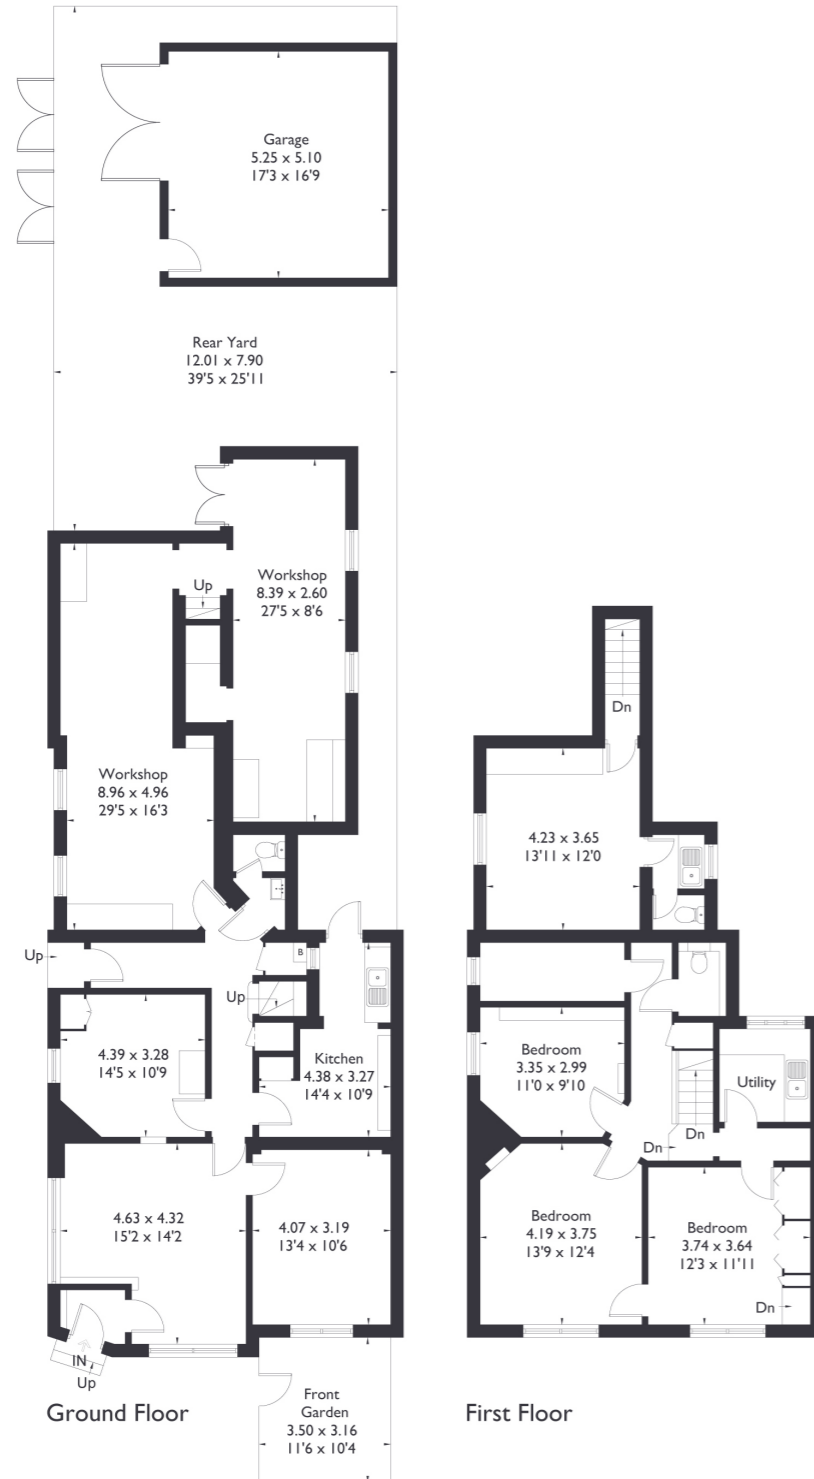 Garage
5.25 x 5.10
17'3 x 16'9
Rear Yard
12.01 x 7.90
39'5 x 25'11
Up
Workshop
8.39 x 2.60
27'5 x 8'6
Workshop
8.96 x 4.96
29'5 x 16'3
Up
B
Up
4.39 x 3.28
14'5 x 10'9
Kitchen
4.38 x 3.27
14'4 x 10'9
4.63 x 4.32
15'2 x 14'2
4.07 x 3.19
13'4 x 10'6
IN
Up
Front
Garden
3.50 x 3.16
11'6 x 10'4
Ground Floor
Dn
4.23 x 3.65
13'11 x 12'0
Bedroom
3.35 x 2.99
11'0 x 9'10
Utility
Dn
Dn
Bedroom
4.19 x 3.75
13'9 x 12'4
Bedroom
3.74 x 3.64
12'3 x 11'11
Dn
First Floor